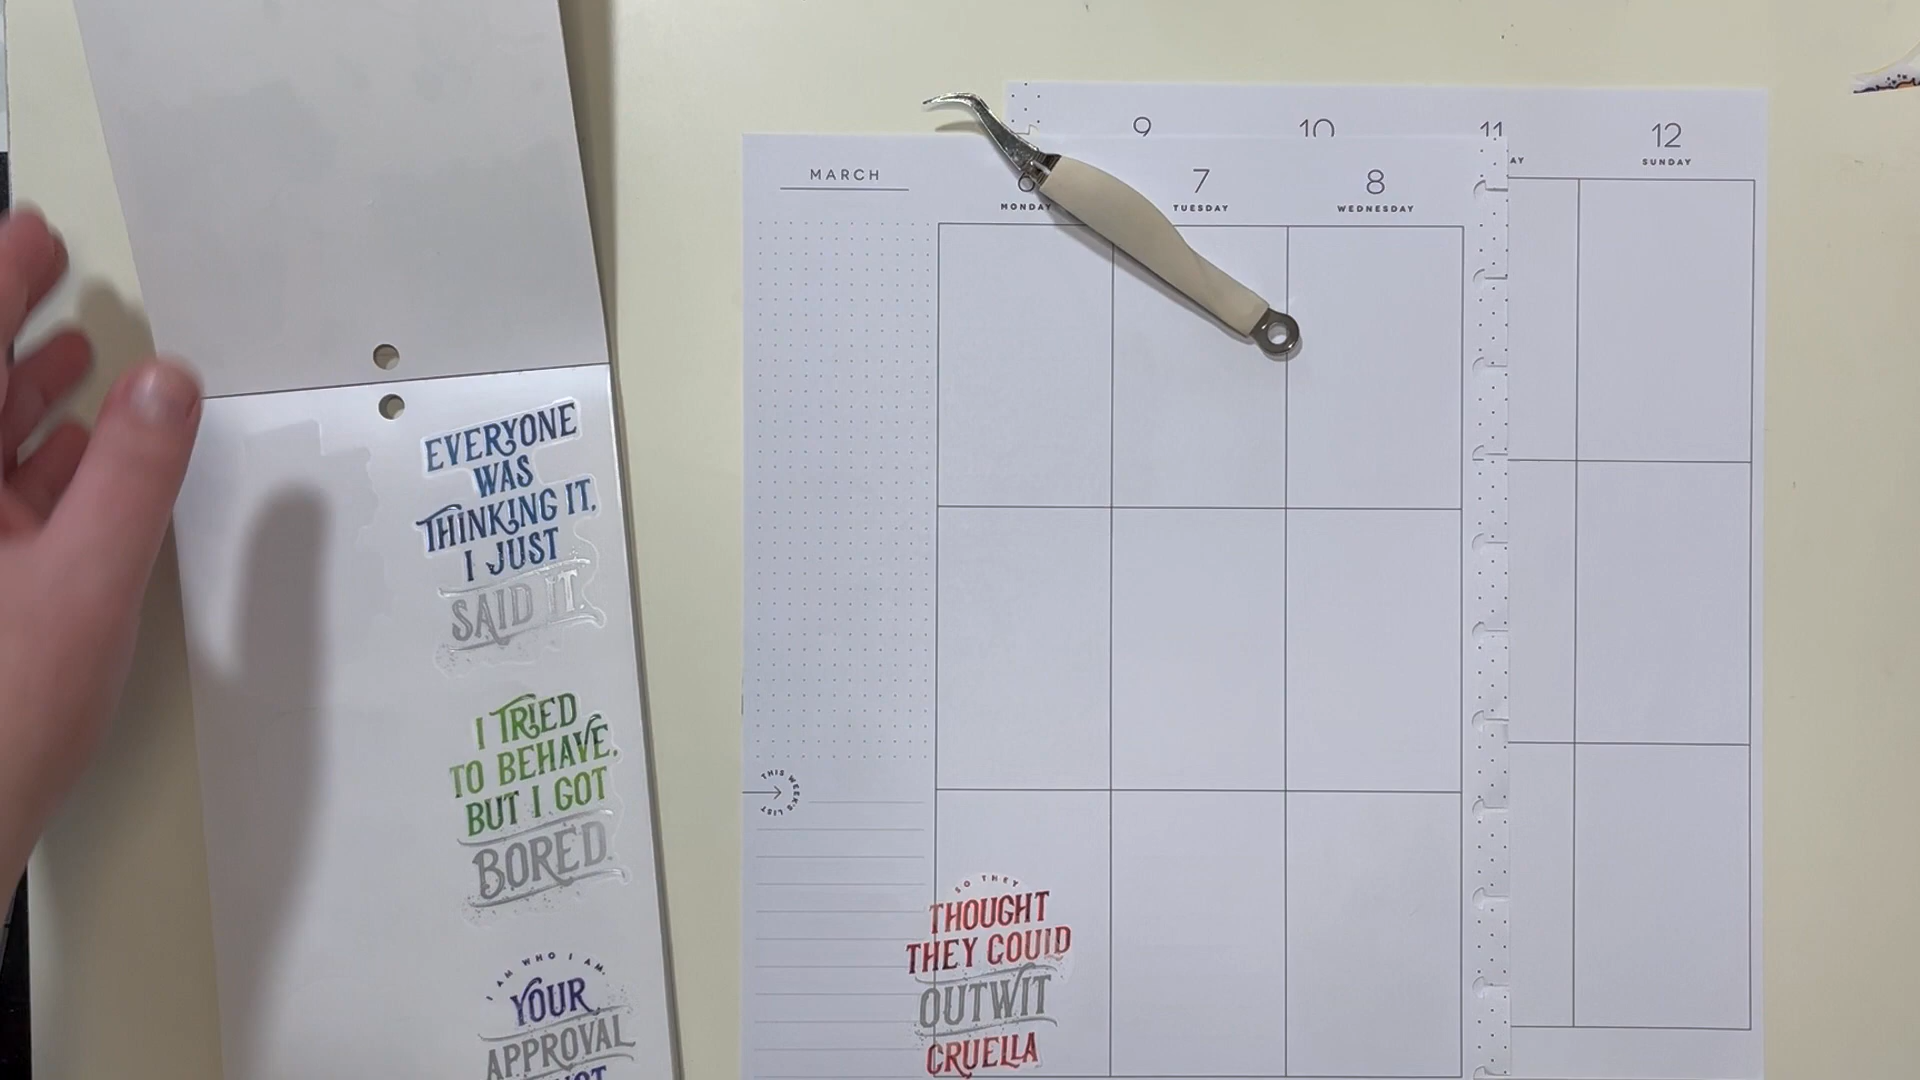 EVERYONE
WAS
THINKING IT,
I JUST
SAID IT.
I TRIED
TO BEHAVE,
BUT I GOT
BORED.
I AM WHO I AM.
YOUR
APPROVAL
MARCH
6
MONDAY
7
TUESDAY
8
WEDNESDAY
9
10
11
AY
12
SUNDAY
THIS WEEK'S LIST
SO THEY
THOUGHT
THEY COULD
OUTWIT
CRUELLA